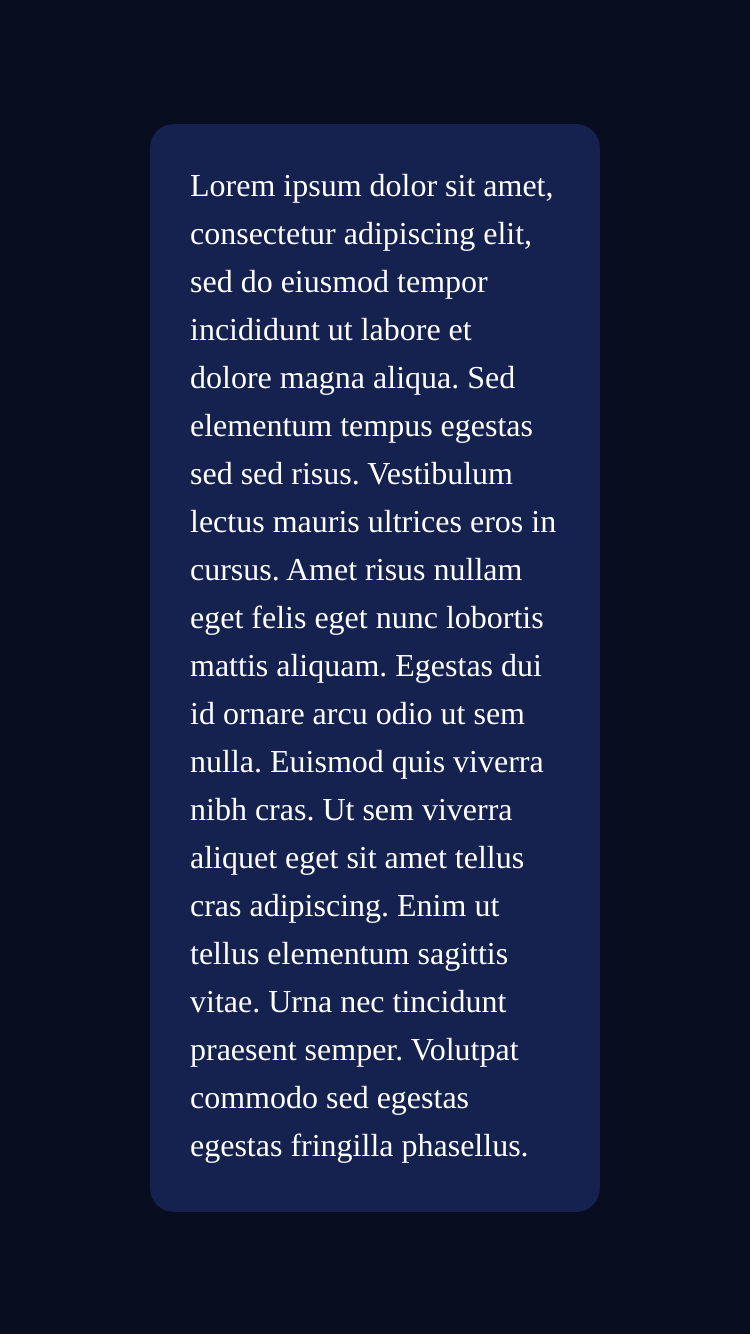 Lorem ipsum dolor sit amet,
consectetur adipiscing elit,
sed do eiusmod tempor
incididunt ut labore et
dolore magna aliqua. Sed
elementum tempus egestas
sed sed risus. Vestibulum
lectus mauris ultrices eros in
cursus. Amet risus nullam
eget felis eget nunc lobortis
mattis aliquam. Egestas dui
id ornare arcu odio ut sem
nulla. Euismod quis viverra
nibh cras. Ut sem viverra
aliquet eget sit amet tellus
cras adipiscing. Enim ut
tellus elementum sagittis
vitae. Urna nec tincidunt
praesent semper. Volutpat
commodo sed egestas
egestas fringilla phasellus.